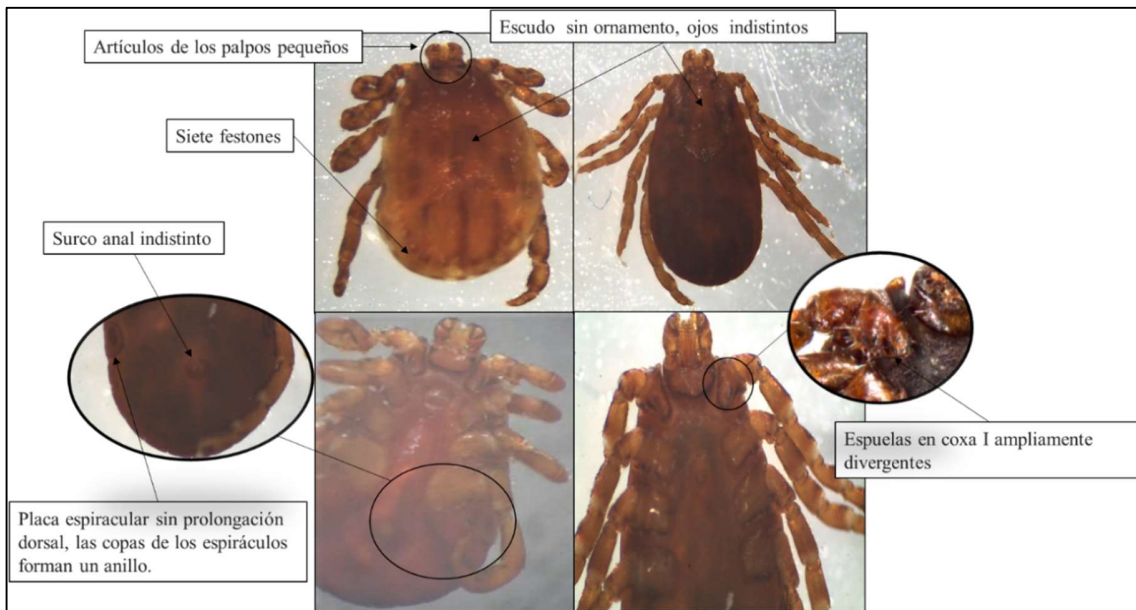 Artículos de los palpos pequeños
Escudo sin ornamento, ojos indistintos
Siete festones
Surco anal indistinto
Espuelas en coxa I ampliamente
divergentes
Placa espiracular sin prolongación
dorsal, las copas de los espiráculos
forman un anillo.